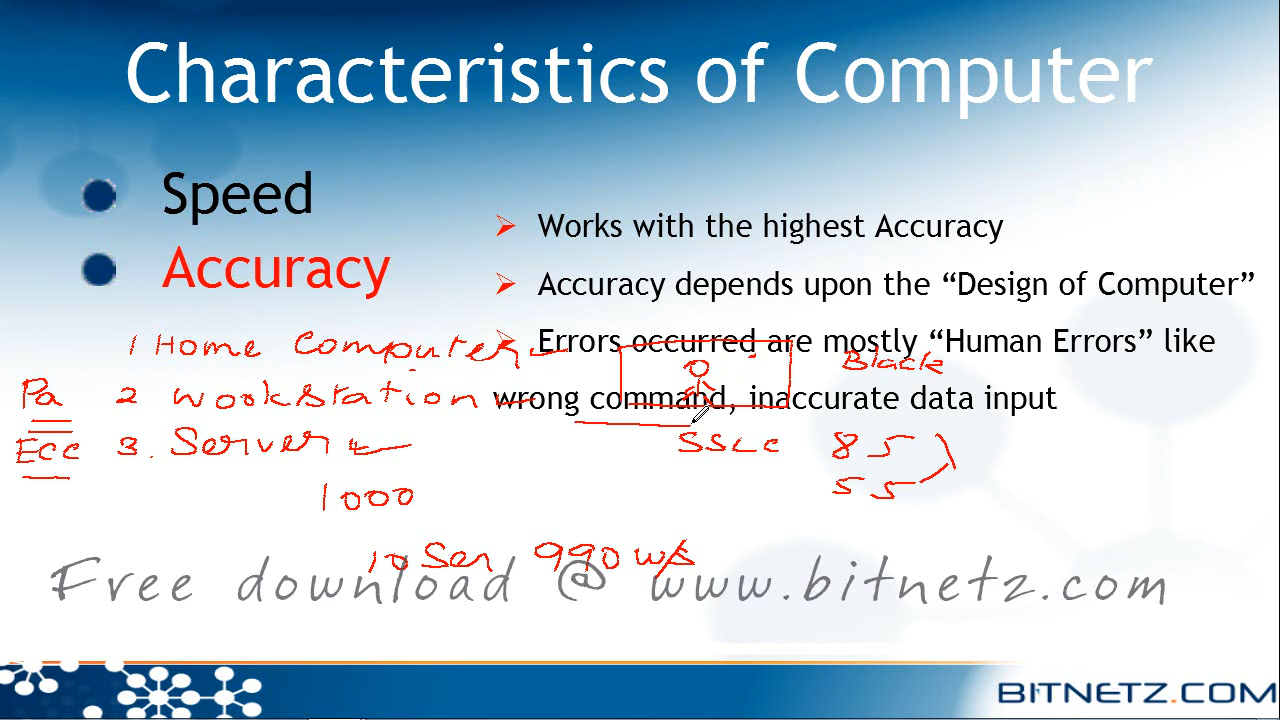 Characteristics of Computer
Speed
Accuracy
Works with the highest Accuracy
Accuracy depends upon the “Design of Computer”
Errors occurred are mostly “Human Errors” like
wrong command, inaccurate data input
1 Home Computer
Black
Pa 2 workstation
ECC 3. Server
SSLC 85
55
1000
10 Ser 990 w/s
Free download @ www.bitnetz.com
BITNETZ.COM